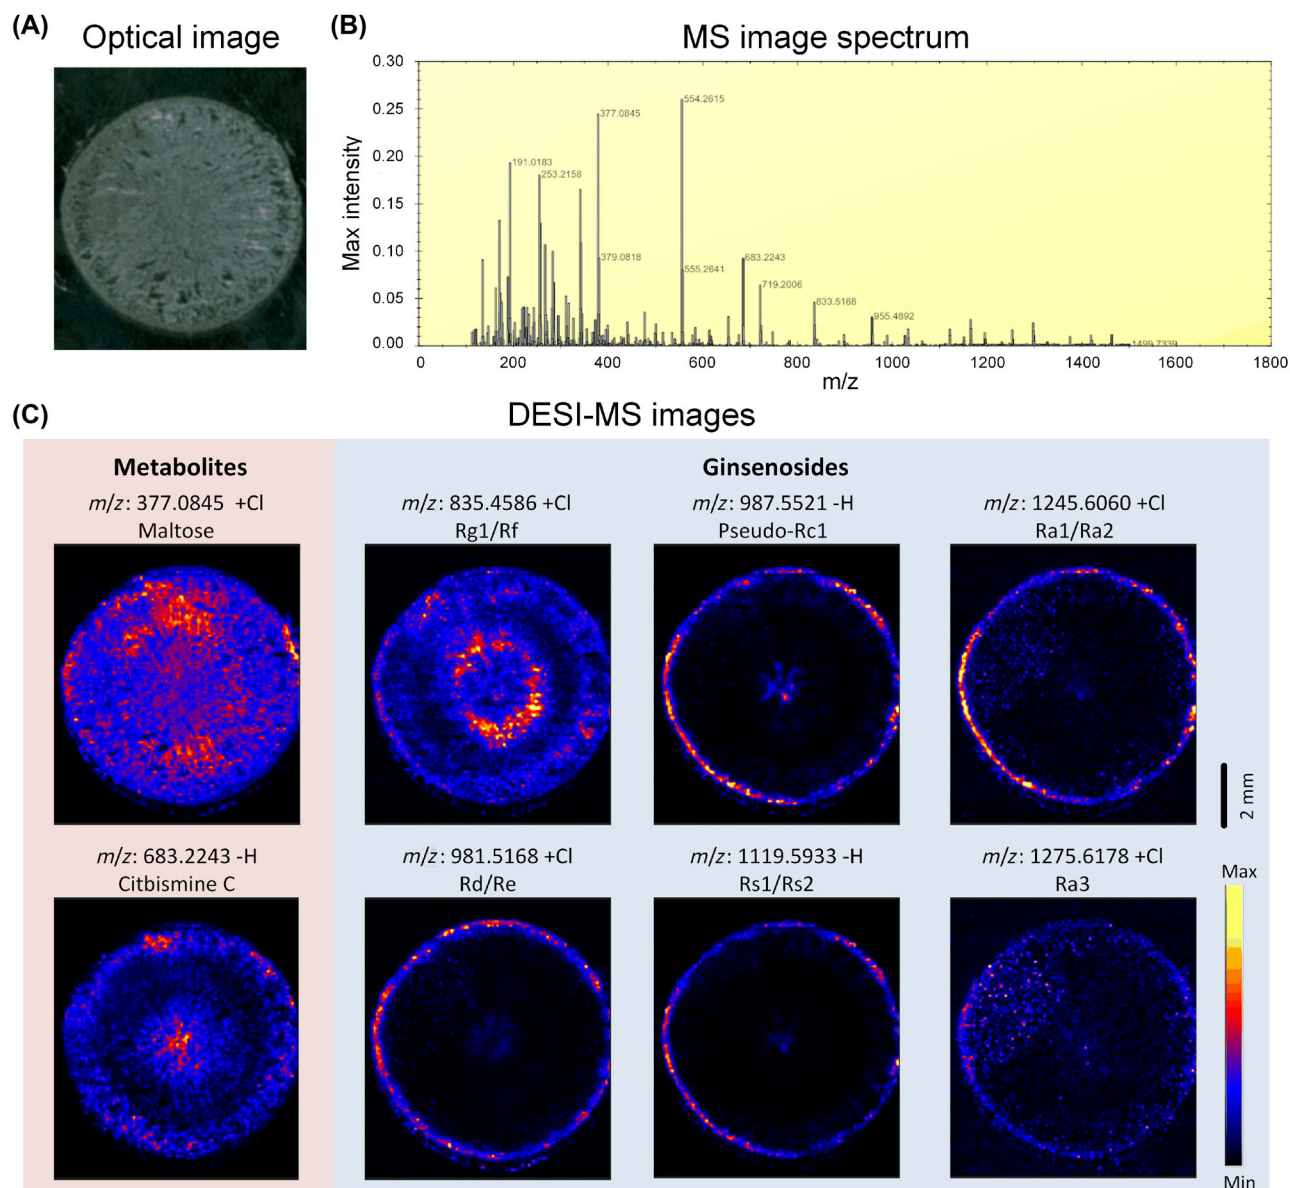 (A)
Optical image
(B)
MS image spectrum
0.30
0.25
0.20
0.15
0.10
0.05
0.00
Max intensity
554.2615
377.0845
191.0183
253.2158
379.0818
555.2641
683.2243
719.2006
833.5168
955.4892
1499.7339
0 200 400 600 800 1000 1200 1400 1600 1800
m/z
(C)
DESI-MS images
Metabolites
Ginsenosides
m/z: 377.0845 +Cl
Maltose
m/z: 835.4586 +Cl
Rg1/Rf
m/z: 987.5521 -H
Pseudo-Rc1
m/z: 1245.6060 +Cl
Ra1/Ra2
2 mm
m/z: 683.2243 -H
Citbismine C
m/z: 981.5168 +Cl
Rd/Re
m/z: 1119.5933 -H
Rs1/Rs2
m/z: 1275.6178 +Cl
Ra3
Max
Min